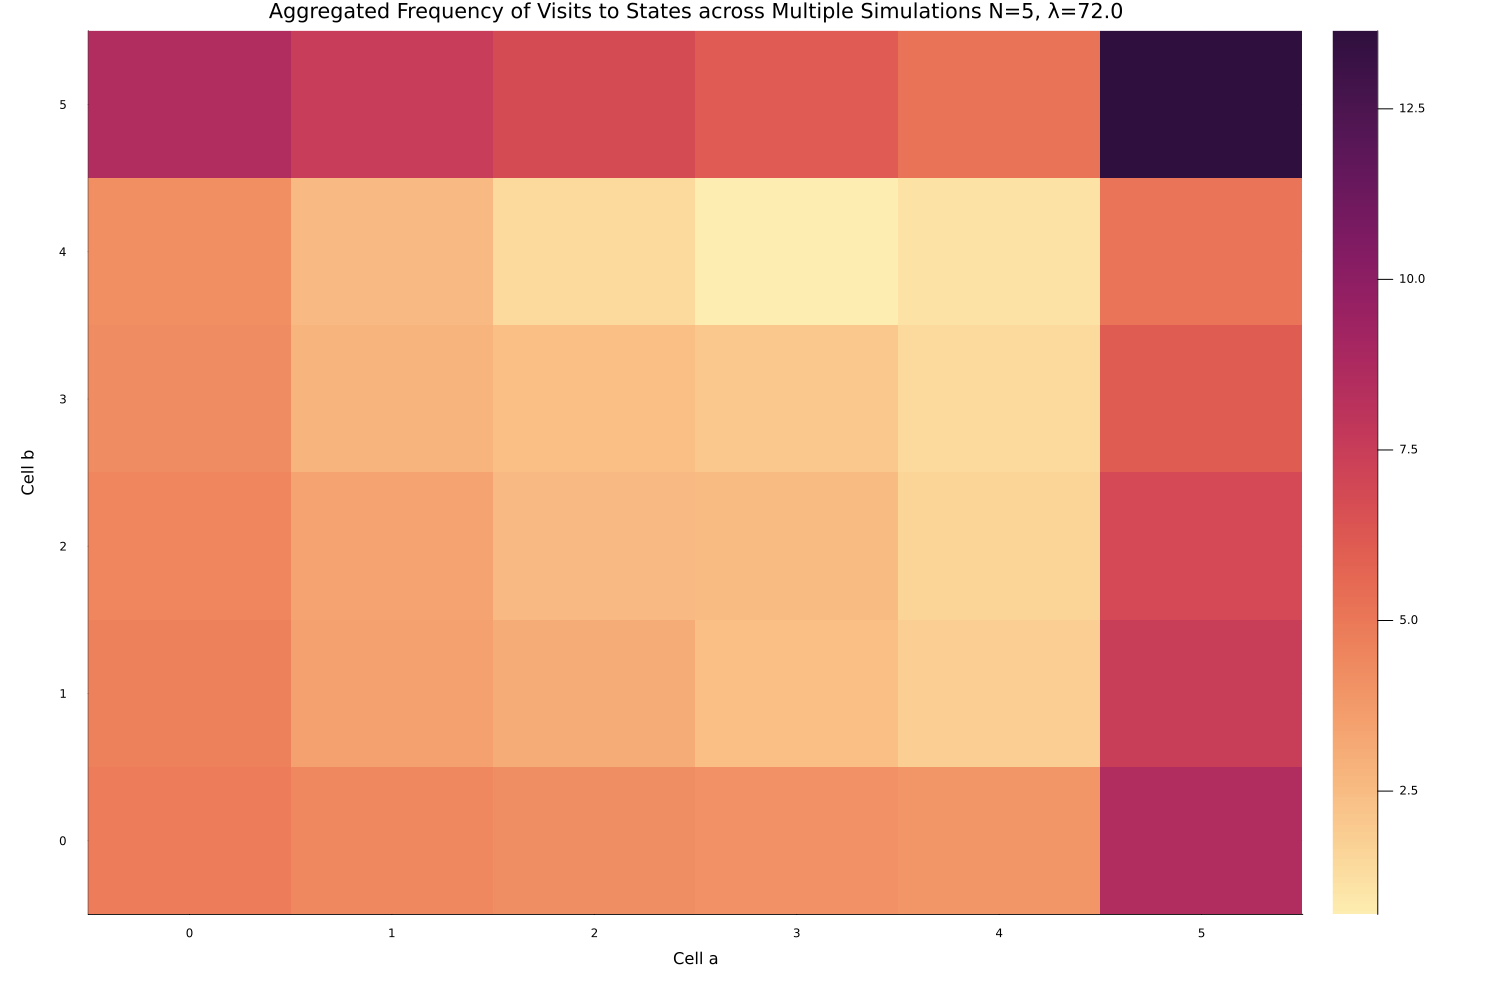 Aggregated Frequency of Visits to States across Multiple Simulations N=5, λ=72.0
5
4
3
2
1
0
Cell b
0 1 2 3 4 5
Cell a
12.5
10.0
7.5
5.0
2.5